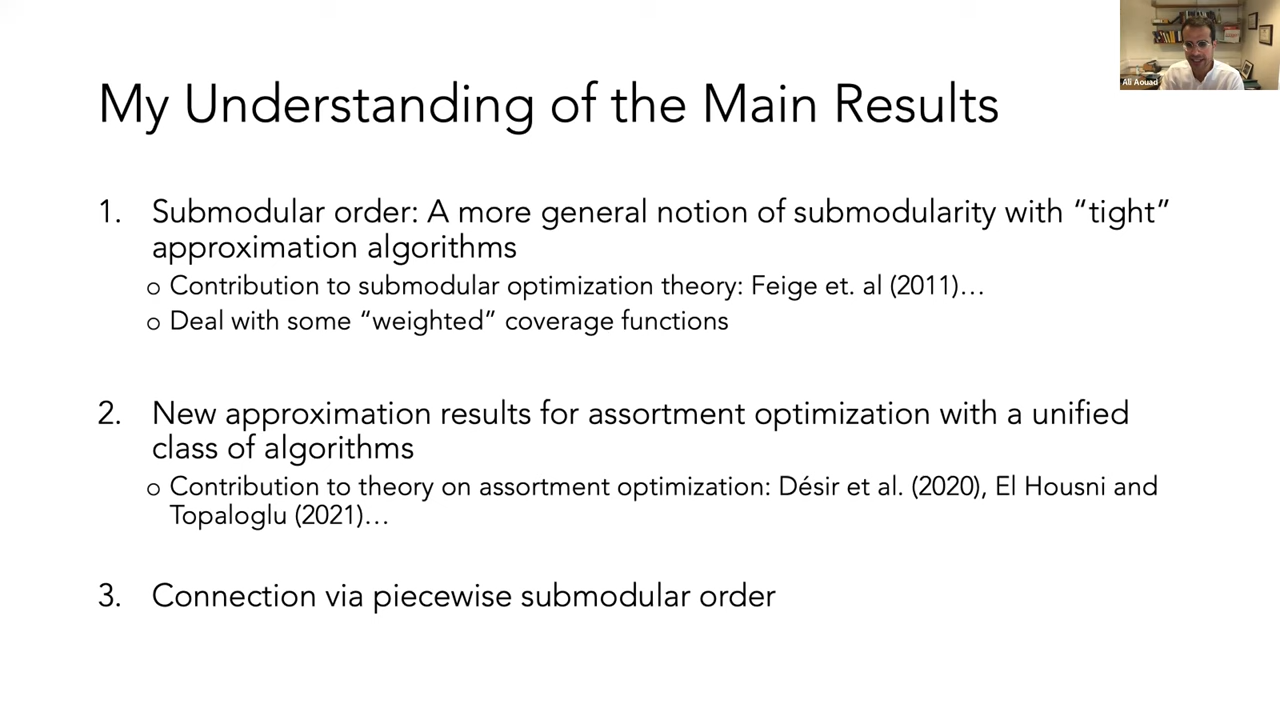 Ali Aouad
My Understanding of the Main Results
1. Submodular order: A more general notion of submodularity with “tight”
approximation algorithms
o Contribution to submodular optimization theory: Feige et. al (2011)…
o Deal with some “weighted” coverage functions
2. New approximation results for assortment optimization with a unified
class of algorithms
o Contribution to theory on assortment optimization: Désir et al. (2020), El Housni and
Topaloglu (2021)…
3. Connection via piecewise submodular order